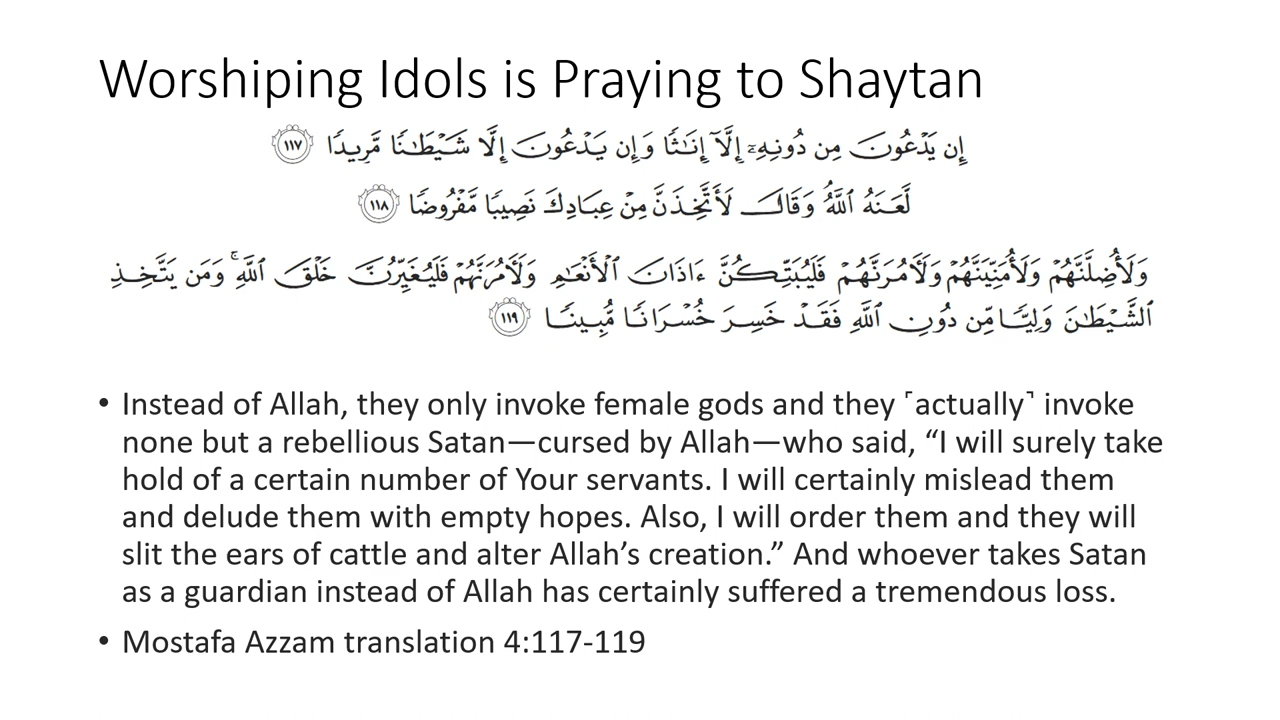 Worshiping Idols is Praying to Shaytan
إِن يَدۡعُونَ مِن دُونِهِۦٓ إِلَّآ إِنَٰثٗا وَإِن يَدۡعُونَ إِلَّا شَيۡطَٰنٗا مَّرِيدٗا ١١٧
لَّعَنَهُ ٱللَّهُۘ وَقَالَ لَأَتَّخِذَنَّ مِنۡ عِبَادِكَ نَصِيبٗا مَّفۡرُوضٗا ١١٨
وَلَأُضِلَّنَّهُمۡ وَلَأُمَنِّيَنَّهُمۡ وَلَأٓمُرَنَّهُمۡ فَلَيُبَتِّكُنَّ ءَاذَانَ ٱلۡأَنۡعَٰمِ وَلَأٓمُرَنَّهُمۡ فَلَيُغَيِّرُنَّ خَلۡقَ ٱللَّهِۚ وَمَن يَتَّخِذِ
ٱلشَّيۡطَٰنَ وَلِيّٗا مِّن دُونِ ٱللَّهِ فَقَدۡ خَسِرَ خُسۡرَانٗا مُّبِينٗا ١١٩
• Instead of Allah, they only invoke female gods and they ˹actually˺ invoke
none but a rebellious Satan—cursed by Allah—who said, “I will surely take
hold of a certain number of Your servants. I will certainly mislead them
and delude them with empty hopes. Also, I will order them and they will
slit the ears of cattle and alter Allah’s creation.” And whoever takes Satan
as a guardian instead of Allah has certainly suffered a tremendous loss.
• Mostafa Azzam translation 4:117-119